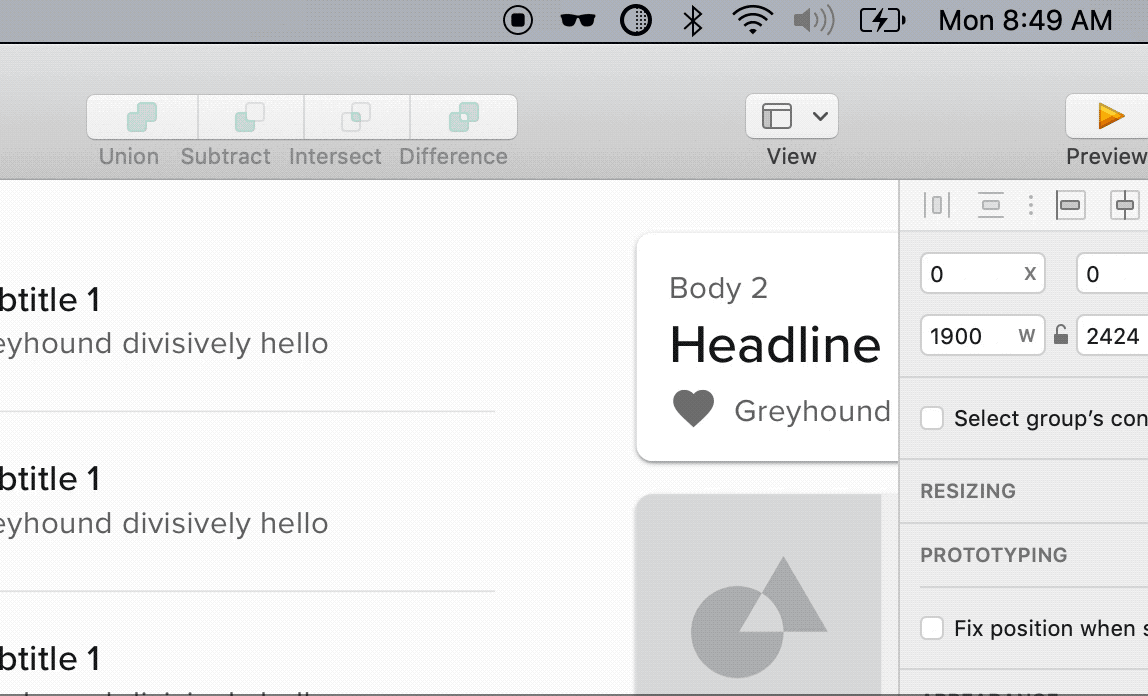 Mon 8:49 AM
Union Subtract Intersect Difference
View
Preview
btitle 1
eyhound divisively hello
btitle 1
eyhound divisively hello
btitle 1
Body 2
Headline
Greyhound
0 X 0
1900 W 2424
Select group’s con
RESIZING
PROTOTYPING
Fix position when s